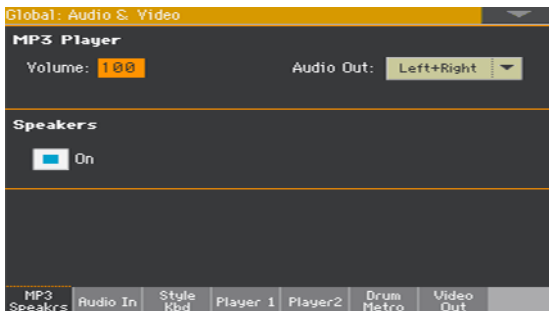 Global: Audio & Video
MP3 Player
Volume: 100 Audio Out: Left+Right
Speakers
On
MP3 Speakrs Audio In Style Kbd Player 1 Player2 Drum Metro Video Out